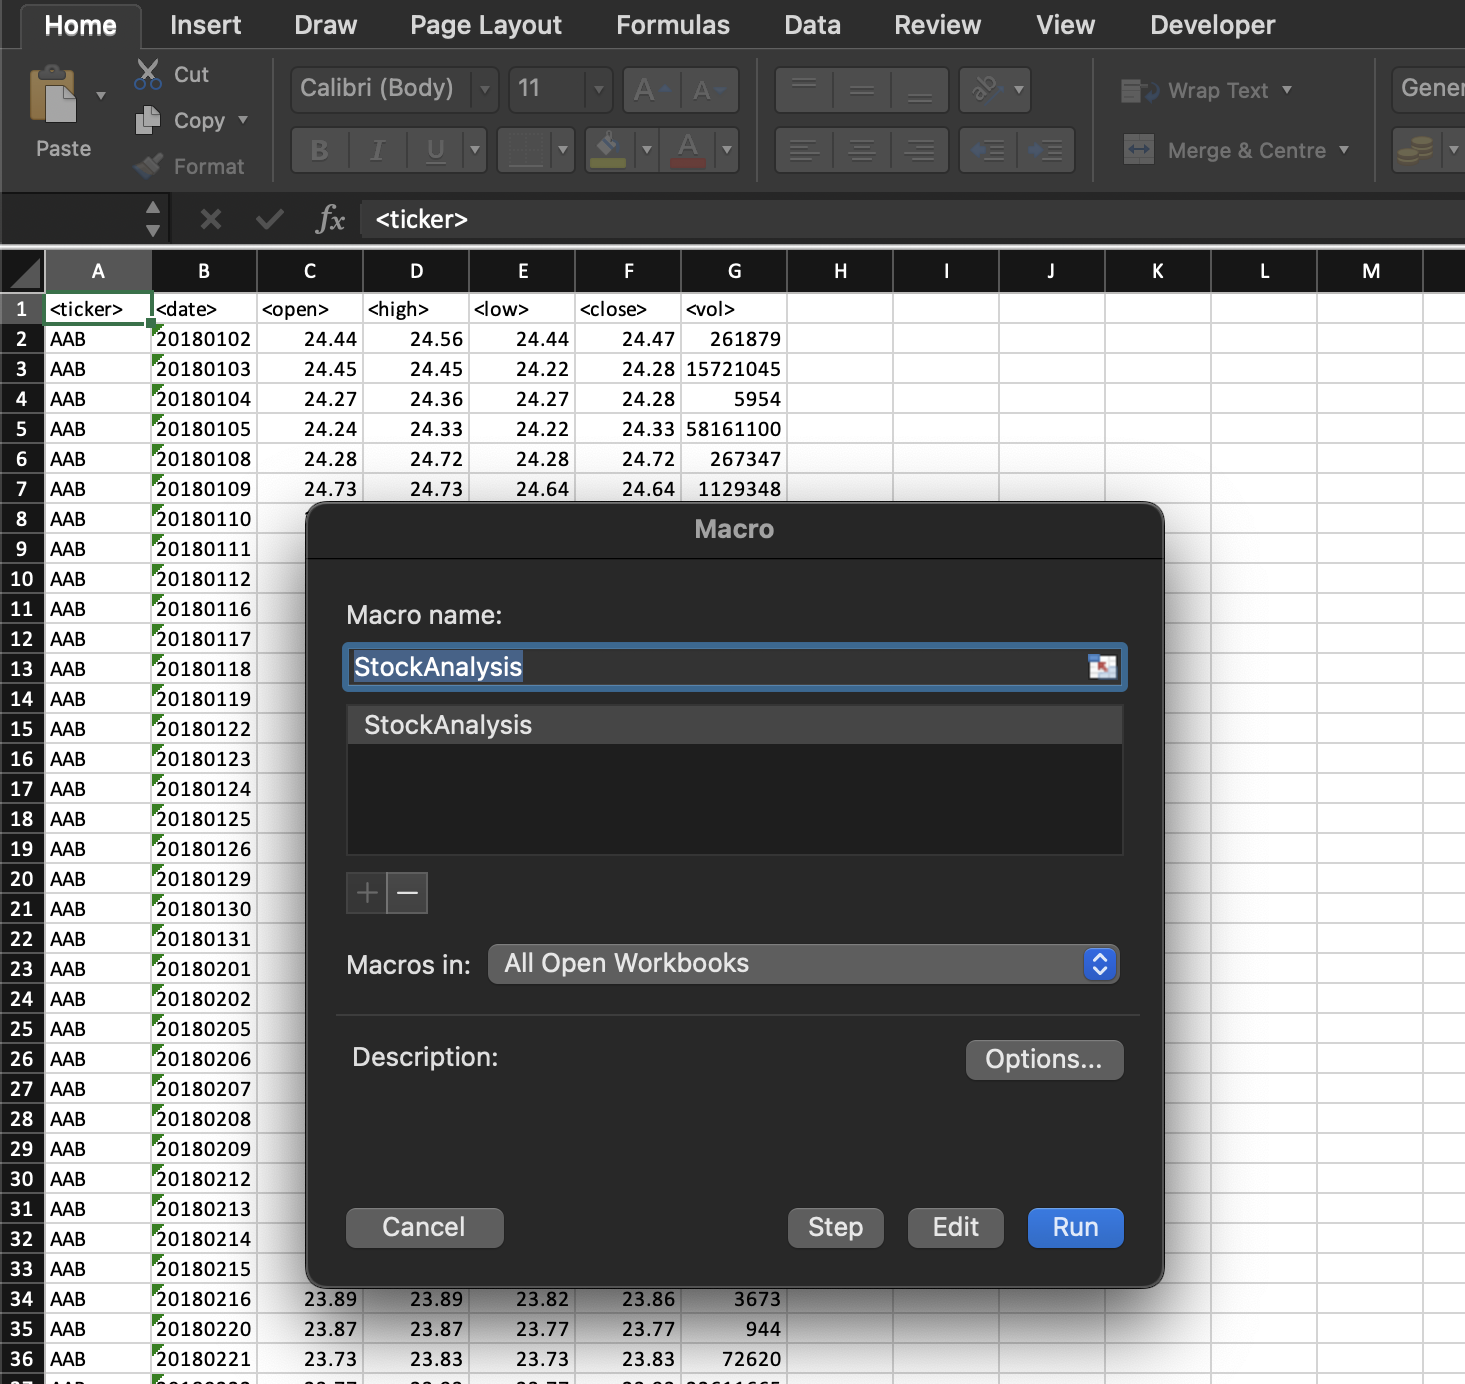 Home Insert Draw Page Layout Formulas Data Review View Developer
Paste
Cut
Copy
Format
Calibri (Body) 11 A A
B I U A
ab
Wrap Text
Merge & Centre
Gener
fx <ticker>
A B C D E F G H I J K L M
1 <ticker> <date> <open> <high> <low> <close> <vol>
2 AAB 20180102 24.44 24.56 24.44 24.47 261879
3 AAB 20180103 24.45 24.45 24.22 24.28 15721045
4 AAB 20180104 24.27 24.36 24.27 24.28 5954
5 AAB 20180105 24.24 24.33 24.22 24.33 58161100
6 AAB 20180108 24.28 24.72 24.28 24.72 267347
7 AAB 20180109 24.73 24.73 24.64 24.64 1129348
8 AAB 20180110
9 AAB 20180111
10 AAB 20180112
11 AAB 20180116
12 AAB 20180117
13 AAB 20180118
14 AAB 20180119
15 AAB 20180122
16 AAB 20180123
17 AAB 20180124
18 AAB 20180125
19 AAB 20180126
20 AAB 20180129
21 AAB 20180130
22 AAB 20180131
23 AAB 20180201
24 AAB 20180202
25 AAB 20180205
26 AAB 20180206
27 AAB 20180207
28 AAB 20180208
29 AAB 20180209
30 AAB 20180212
31 AAB 20180213
32 AAB 20180214
33 AAB 20180215
34 AAB 20180216 23.89 23.89 23.82 23.86 3673
35 AAB 20180220 23.87 23.87 23.77 23.77 944
36 AAB 20180221 23.73 23.83 23.73 23.83 72620
Macro
Macro name:
StockAnalysis
StockAnalysis
Macros in: All Open Workbooks
Description:
Options...
Cancel Step Edit Run